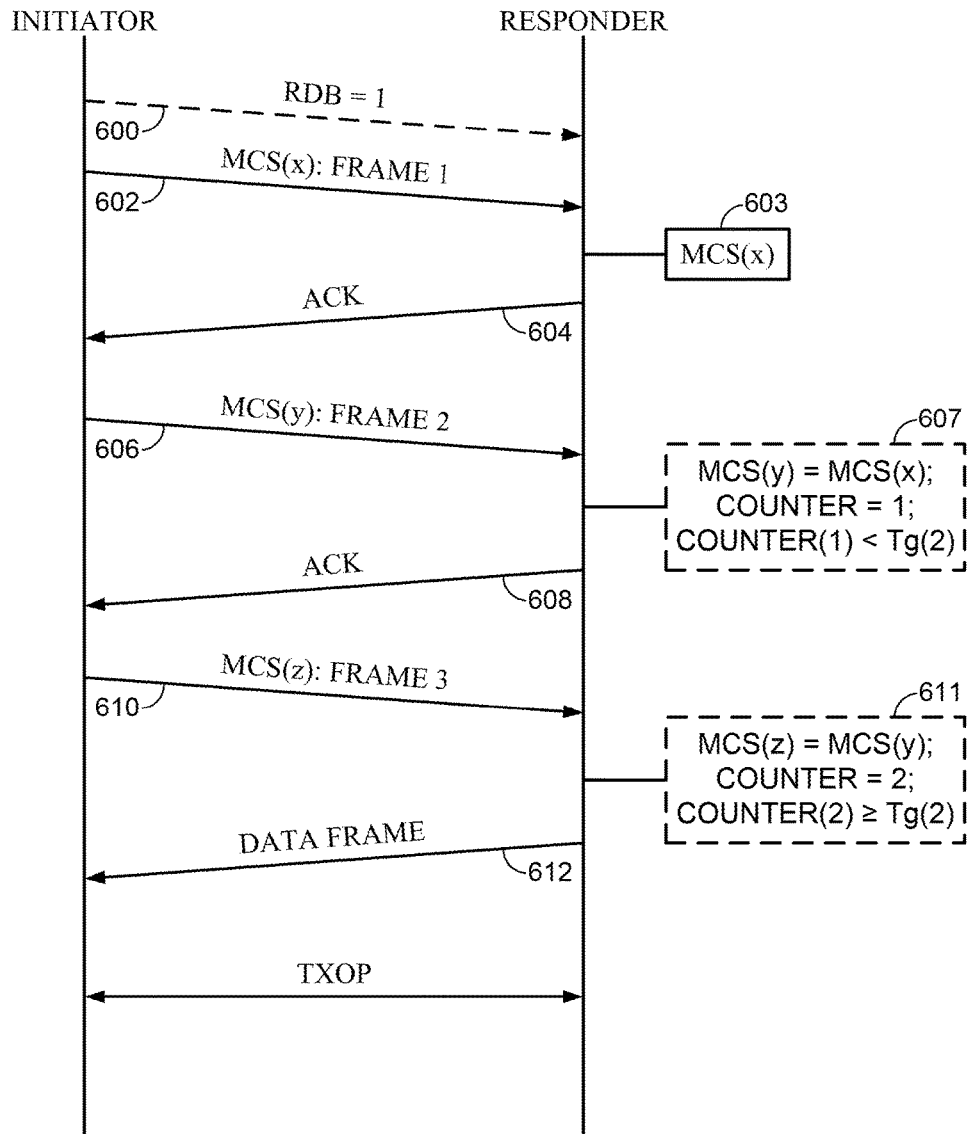 INITIATOR
RESPONDER
RDB = 1
600
MCS(x): FRAME 1
602
603
MCS(x)
ACK
604
MCS(y): FRAME 2
606
607
MCS(y) = MCS(x);
COUNTER = 1;
COUNTER(1) < Tg(2)
ACK
608
MCS(z): FRAME 3
610
611
MCS(z) = MCS(y);
COUNTER = 2;
COUNTER(2) ≥ Tg(2)
DATA FRAME
612
TXOP